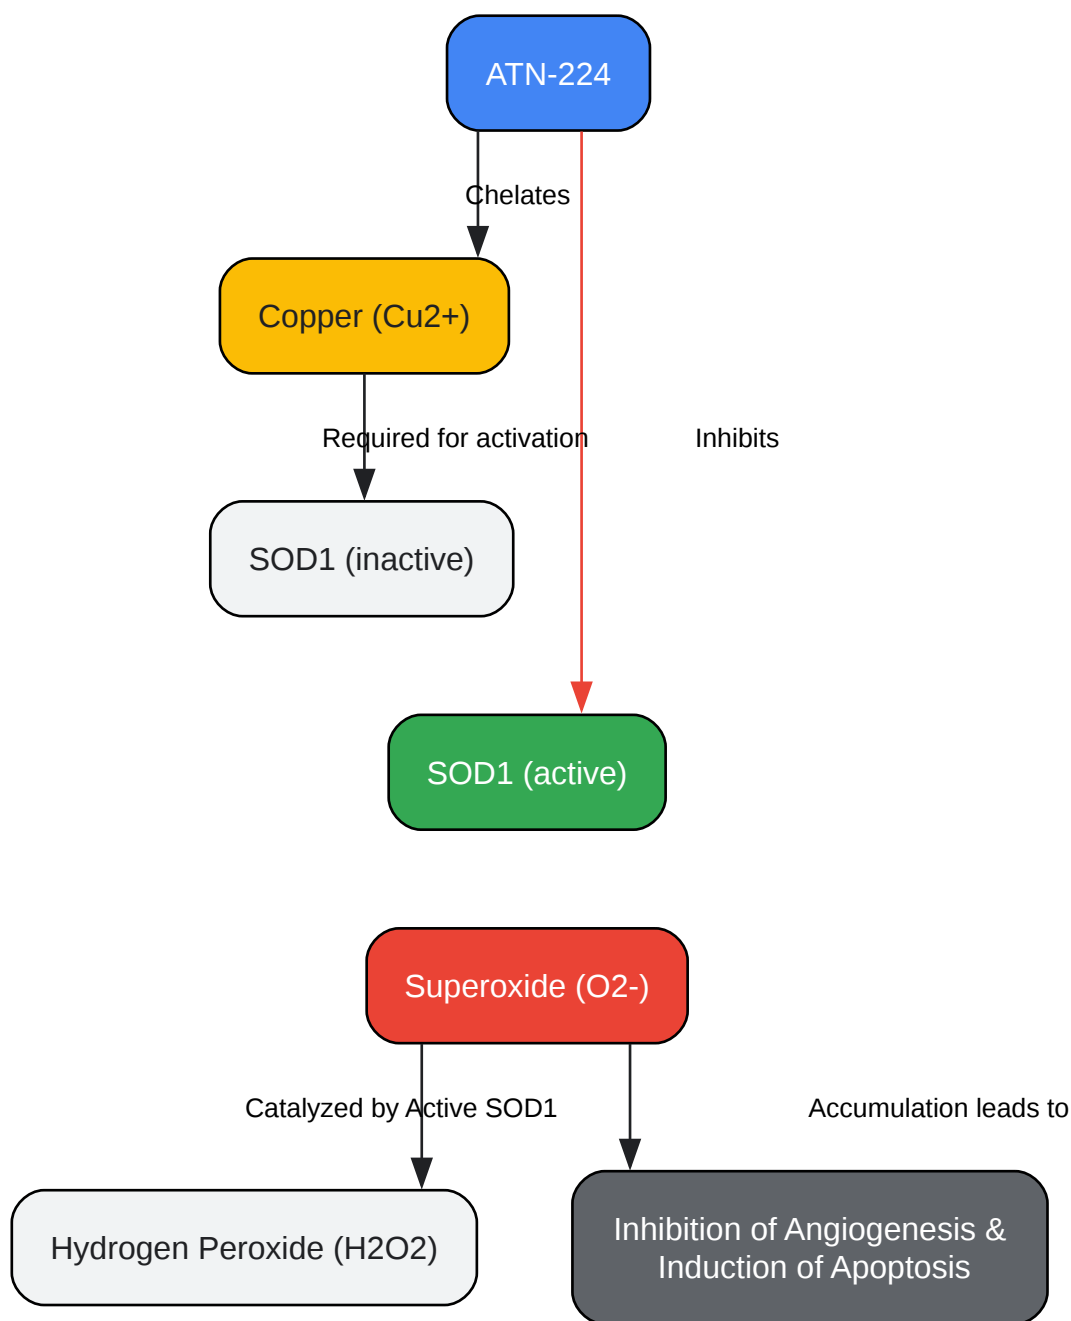 ATN-224
Chelates
Copper (Cu2+)
Required for activation
Inhibits
SOD1 (inactive)
SOD1 (active)
Superoxide (O2-)
Catalyzed by Active SOD1
Accumulation leads to
Hydrogen Peroxide (H2O2)
Inhibition of Angiogenesis &
Induction of Apoptosis